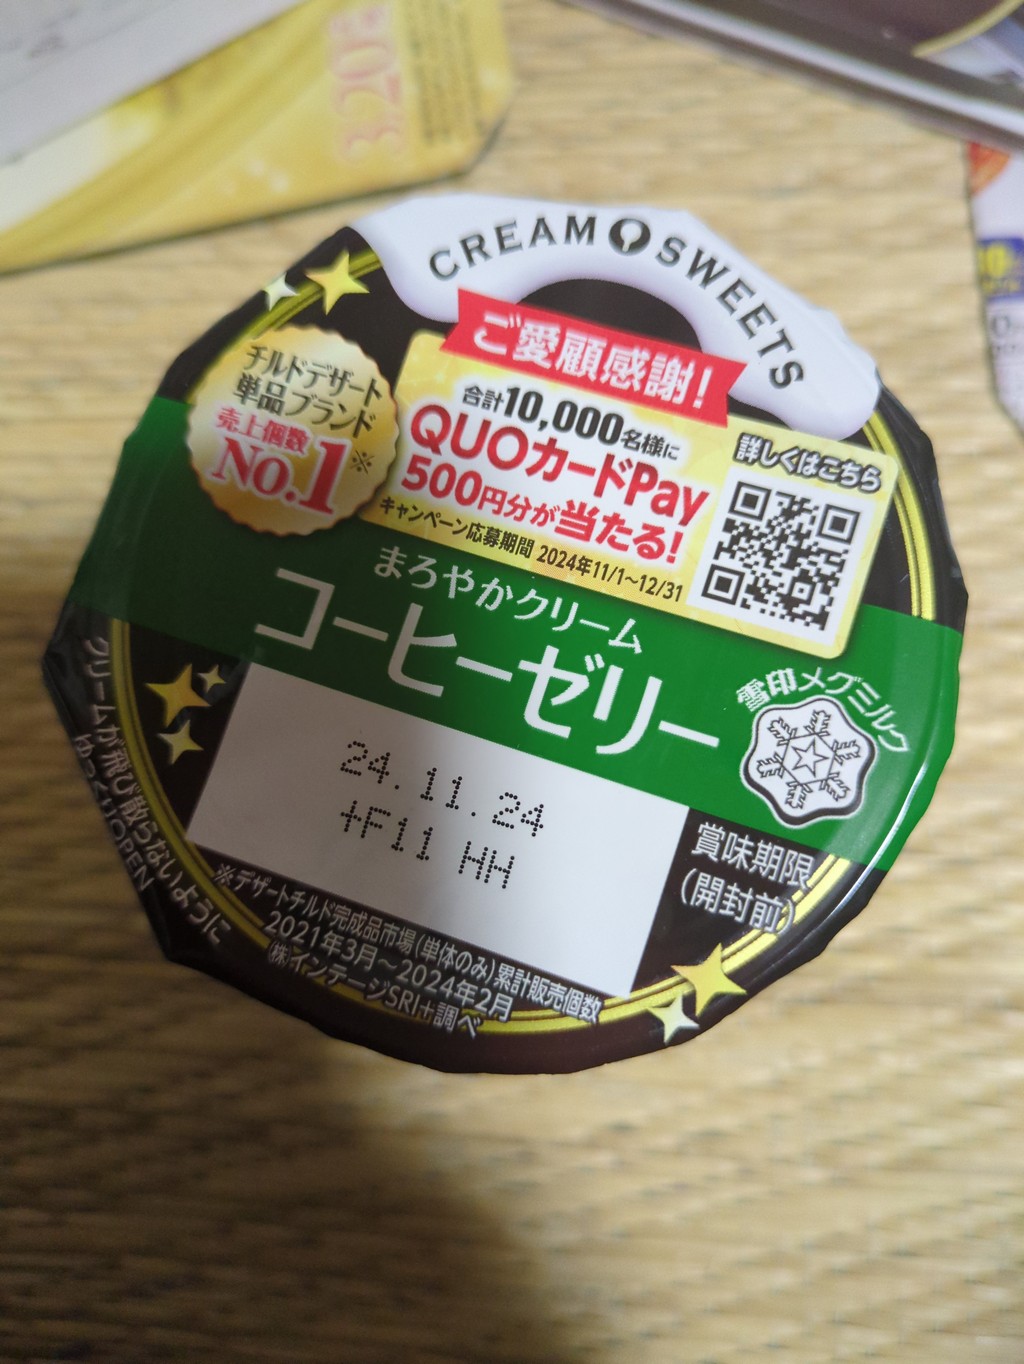 CREAM SWEETS
ご愛顧感謝!
チルドデザート
単品ブランド
売上個数
No.1※
合計10,000名様に
QUOカードPay
500円分が当たる!
キャンペーン応募期間 2024年11/1〜12/31
詳しくはこちら
まろやかクリーム
コーヒーゼリー
雪印メグミルク
24.11.24
+F11 HH
賞味期限
(開封前)
クリームが飛び散らないように
ゆっくりOPEN
※デザートチルド完成品市場(単体のみ)累計販売個数
2021年3月〜2024年2月
(株)インテージSRI+調べ
320